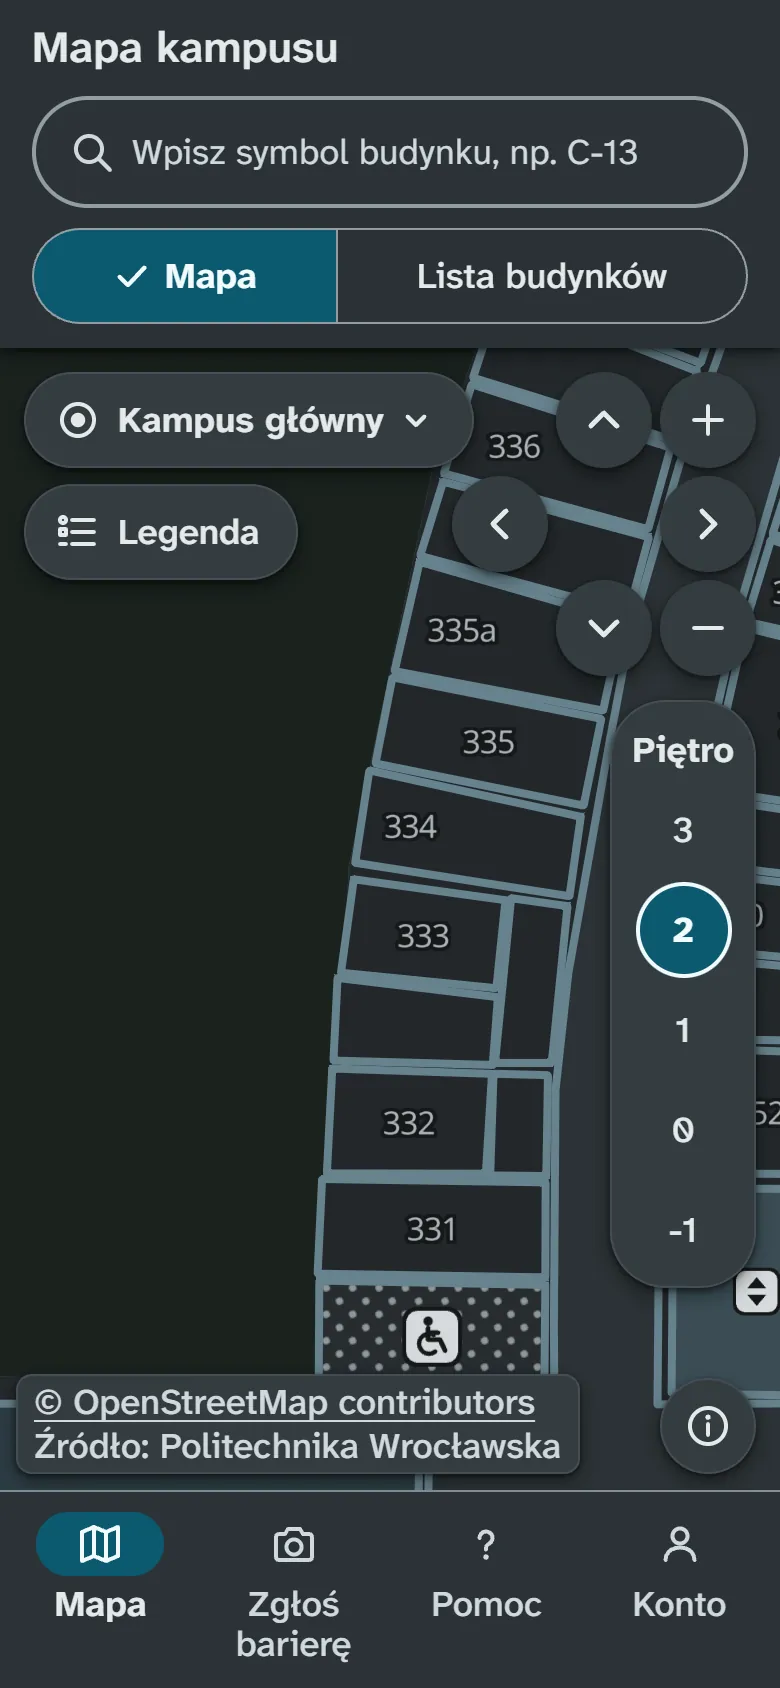 Mapa kampusu
Wpisz symbol budynku, np. C-13
Mapa
Lista budynków
Kampus główny
Legenda
336
335a
335
334
333
332
331
Piętro
3
2
1
0
-1
52
© OpenStreetMap contributors
Źródło: Politechnika Wrocławska
Mapa
Zgłoś
barierę
Pomoc
Konto